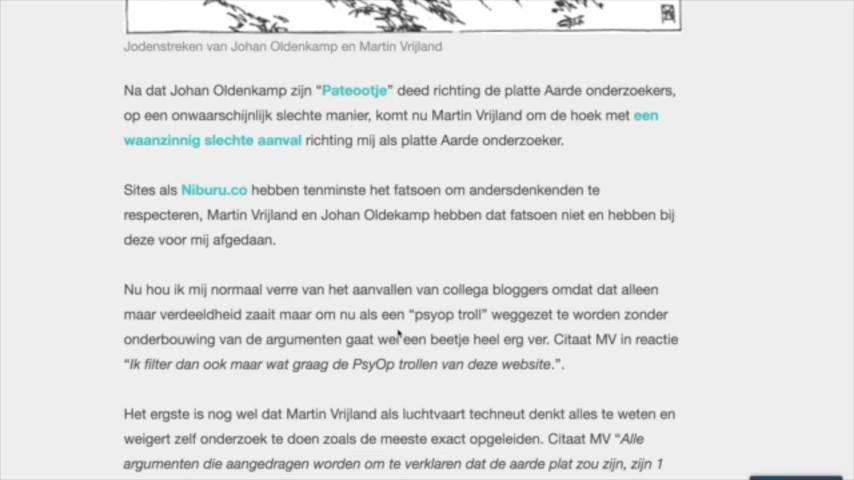 Jodenstreken van Johan Oldenkamp en Martin Vrijland
Na dat Johan Oldenkamp zijn “Pateootje” deed richting de platte Aarde onderzoekers,
op een onwaarschijnlijk slechte manier, komt nu Martin Vrijland om de hoek met een
waanzinnig slechte aanval richting mij als platte Aarde onderzoeker.
Sites als Niburu.co hebben tenminste het fatsoen om andersdenkenden te
respecteren, Martin Vrijland en Johan Oldekamp hebben dat fatsoen niet en hebben bij
deze voor mij afgedaan.
Nu hou ik mij normaal verre van het aanvallen van collega bloggers omdat dat alleen
maar verdeeldheid zaait maar om nu als een “psyop troll” weggezet te worden zonder
onderbouwing van de argumenten gaat wel een beetje heel erg ver. Citaat MV in reactie
“Ik filter dan ook maar wat graag de PsyOp trollen van deze website.”.
Het ergste is nog wel dat Martin Vrijland als luchtvaart techneut denkt alles te weten en
weigert zelf onderzoek te doen zoals de meeste exact opgeleiden. Citaat MV “Alle
argumenten die aangedragen worden om te verklaren dat de aarde plat zou zijn, zijn 1